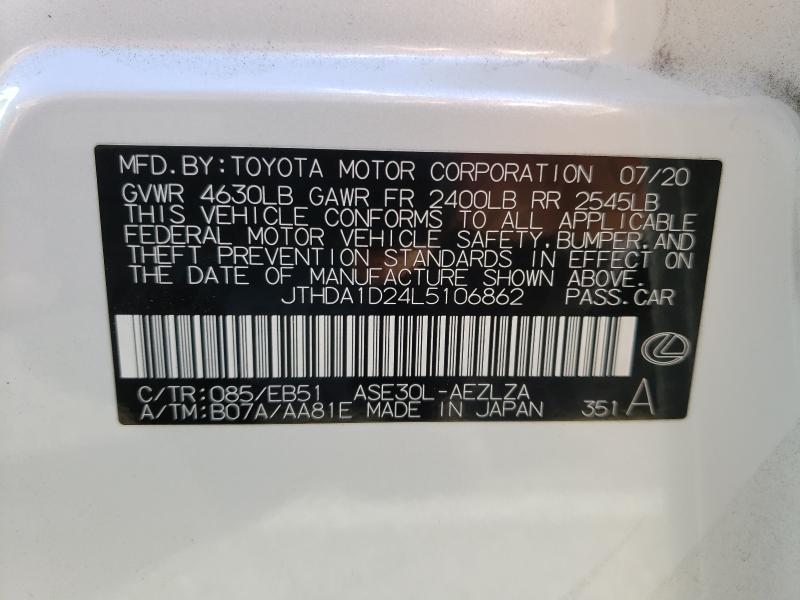 MFD.BY:TOYOTA MOTOR CORPORATION 07/20
GVWR 4630LB GAWR FR 2400LB RR 2545LB
THIS VEHICLE CONFORMS TO ALL APPLICABLE
FEDERAL MOTOR VEHICLE SAFETY,BUMPER,AND
THEFT PREVENTION STANDARDS IN EFFECT ON
THE DATE OF MANUFACTURE SHOWN ABOVE.
JTHDA1D24L5106862 PASS.CAR
C/TR:085/EB51 ASE30L-AEZLZA
A/TM:B07A/AA81E MADE IN JAPAN 351 A